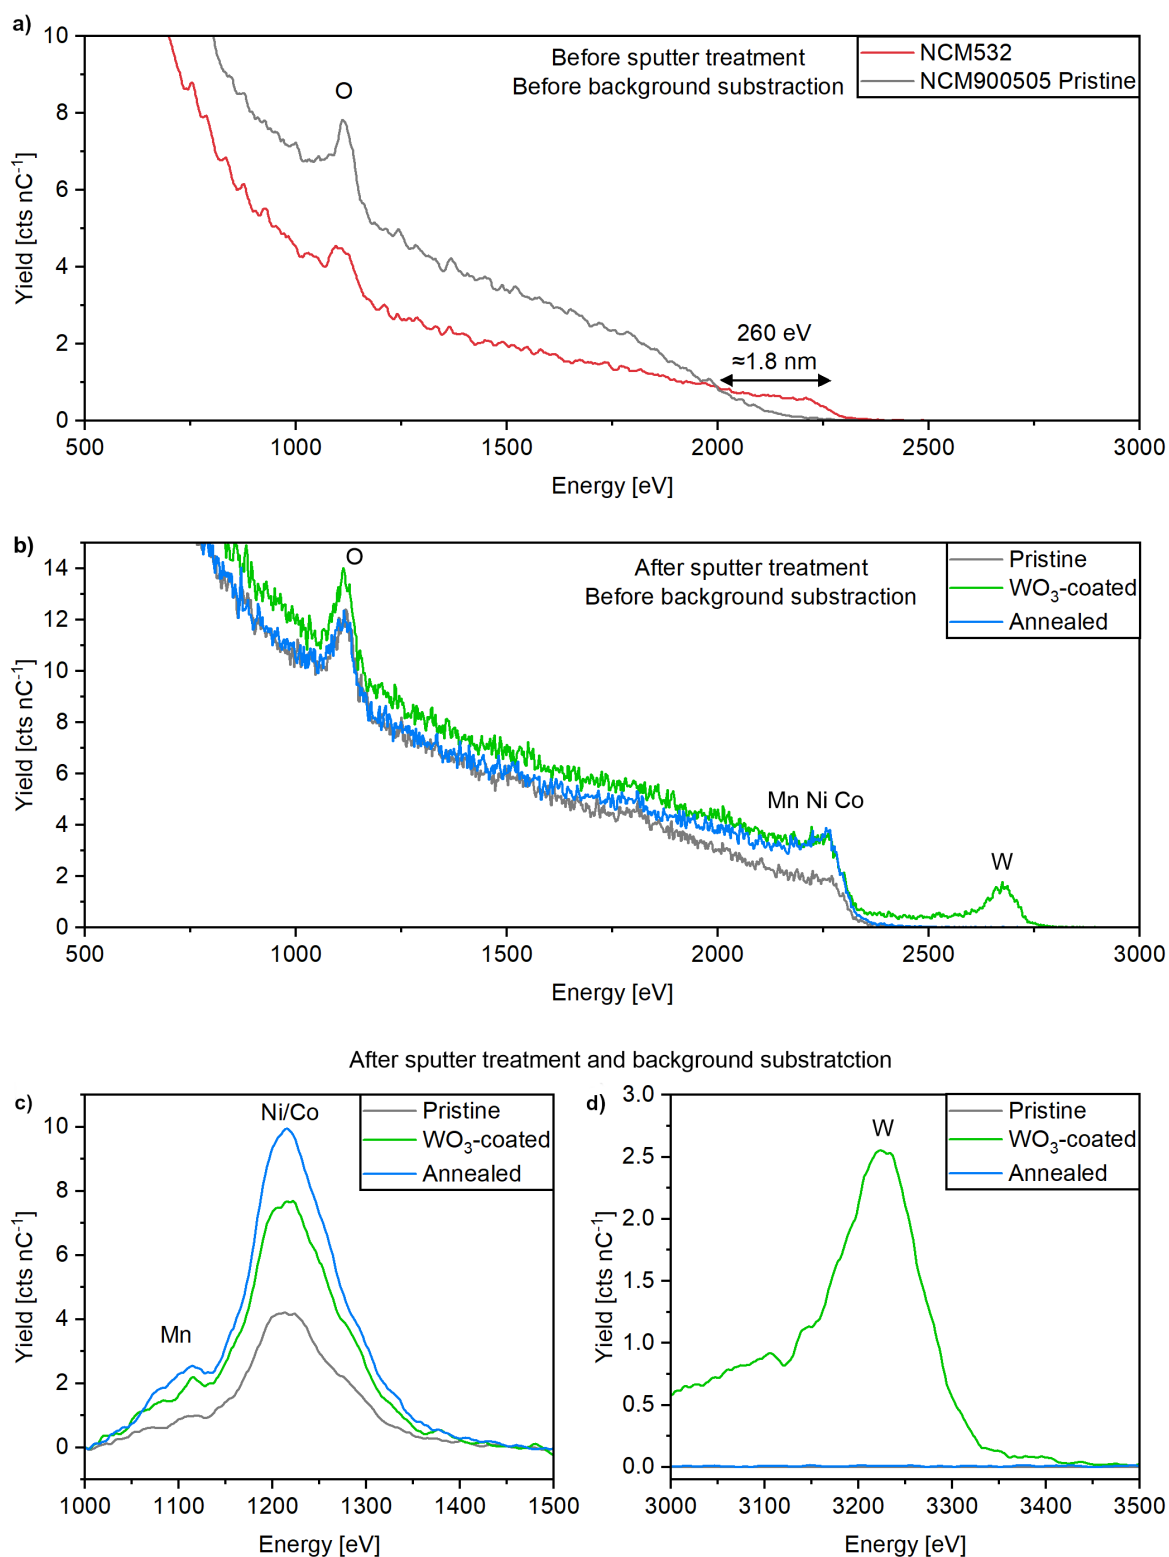 a)
Before sputter treatment
Before background substraction
NCM532
NCM900505 Pristine
O
260 eV
≈1.8 nm
10
8
6
4
2
0
Yield [cts nC⁻¹]
500 1000 1500 2000 2500 3000
Energy [eV]
b)
After sputter treatment
Before background substraction
Pristine
WO₃-coated
Annealed
O
Mn Ni Co
W
14
12
10
8
6
4
2
0
Yield [cts nC⁻¹]
500 1000 1500 2000 2500 3000
Energy [eV]
After sputter treatment and background substratction
c)
Ni/Co
Mn
Pristine
WO₃-coated
Annealed
10
8
6
4
2
0
Yield [cts nC⁻¹]
1000 1100 1200 1300 1400 1500
Energy [eV]
d)
W
Pristine
WO₃-coated
Annealed
3.0
2.5
2.0
1.5
1.0
0.5
0.0
Yield [cts nC⁻¹]
3000 3100 3200 3300 3400 3500
Energy [eV]